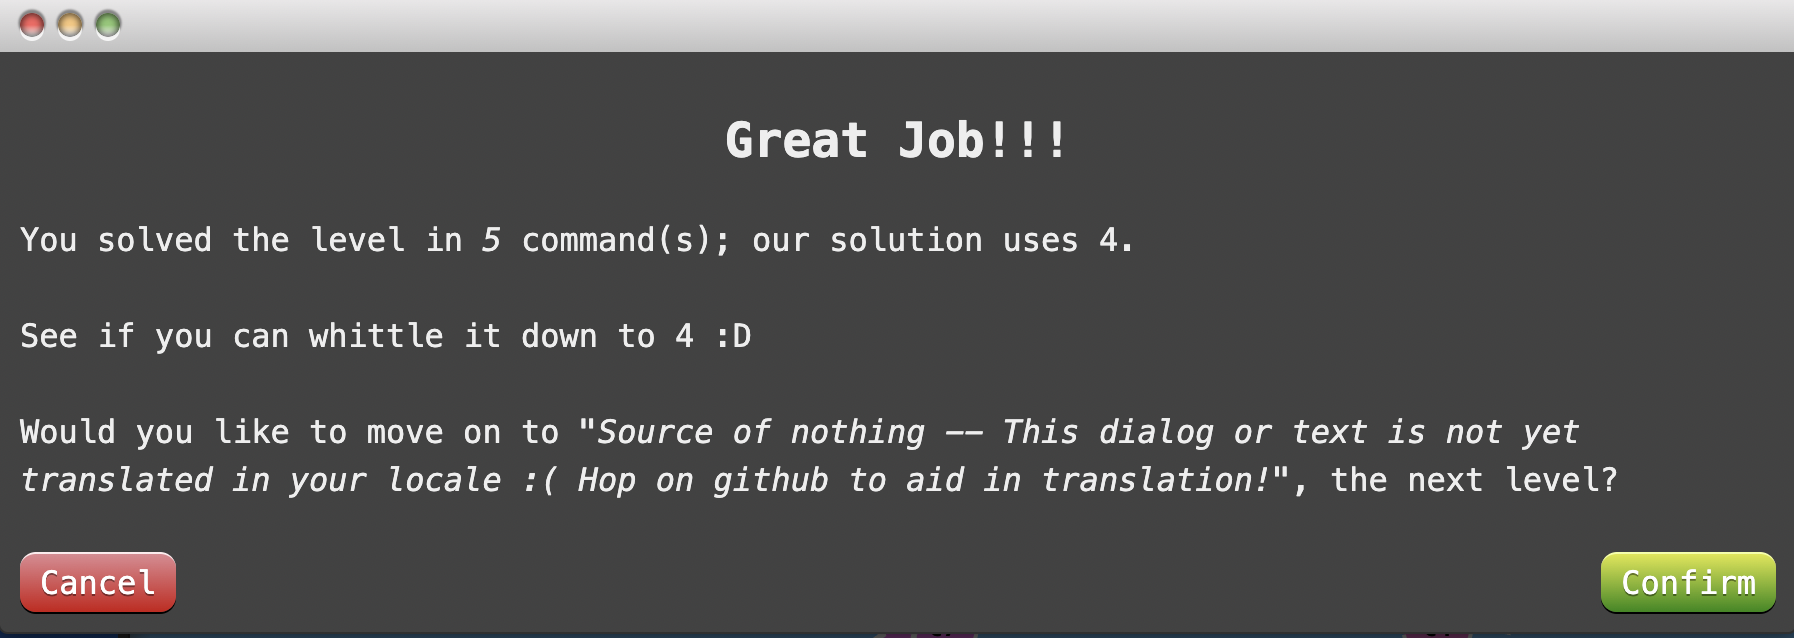 Great Job!!!
You solved the level in 5 command(s); our solution uses 4.
See if you can whittle it down to 4 :D
Would you like to move on to "Source of nothing -- This dialog or text is not yet
translated in your locale :( Hop on github to aid in translation!", the next level?
Cancel
Confirm